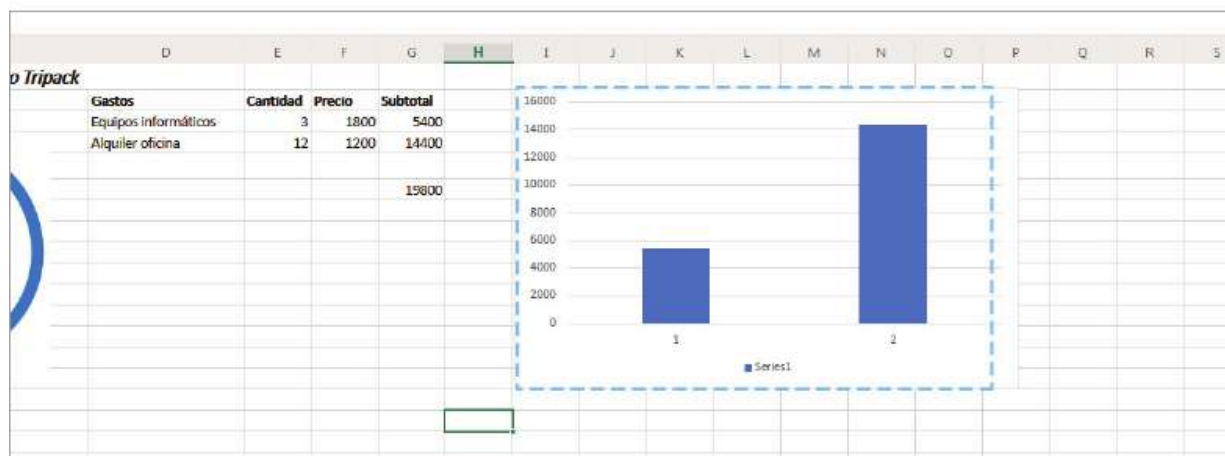 D E F G H I J K L M N O P Q R S
o Tripack
Gastos Cantidad Precio Subtotal
Equipos informáticos 3 1800 5400
Alquiler oficina 12 1200 14400
19800
16000
14000
12000
10000
8000
6000
4000
2000
0
1 2
Series1